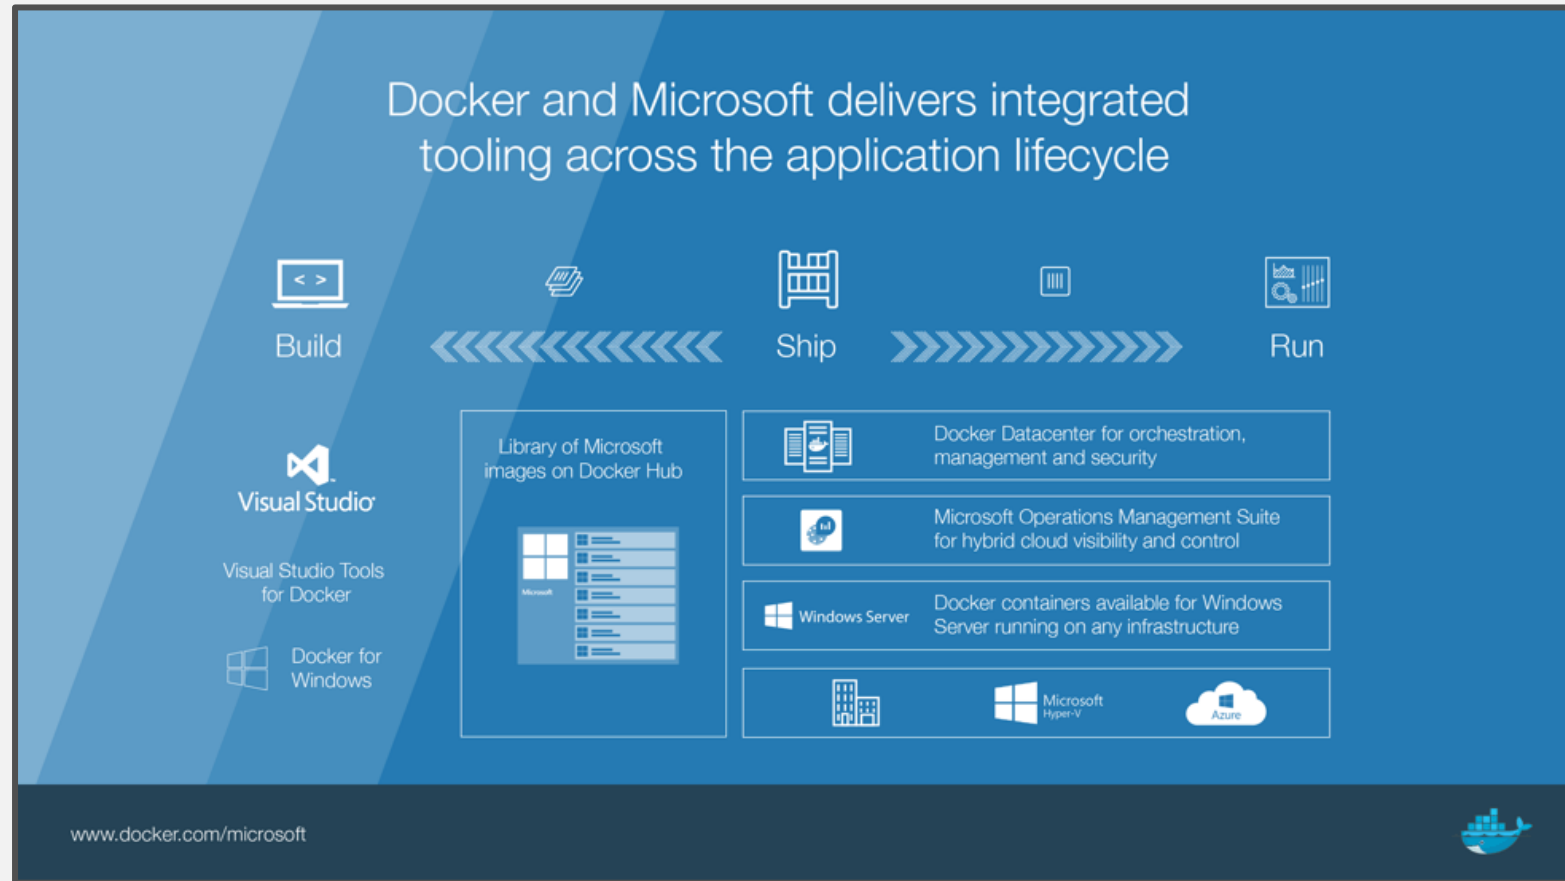 Docker and Microsoft delivers integrated
tooling across the application lifecycle
< >
Build
Ship
Run
Visual Studio
Visual Studio Tools
for Docker
Docker for
Windows
Library of Microsoft
images on Docker Hub
Microsoft
Docker Datacenter for orchestration,
management and security
Microsoft Operations Management Suite
for hybrid cloud visibility and control
Windows Server
Docker containers available for Windows
Server running on any infrastructure
Microsoft
Hyper-V
Azure
www.docker.com/microsoft